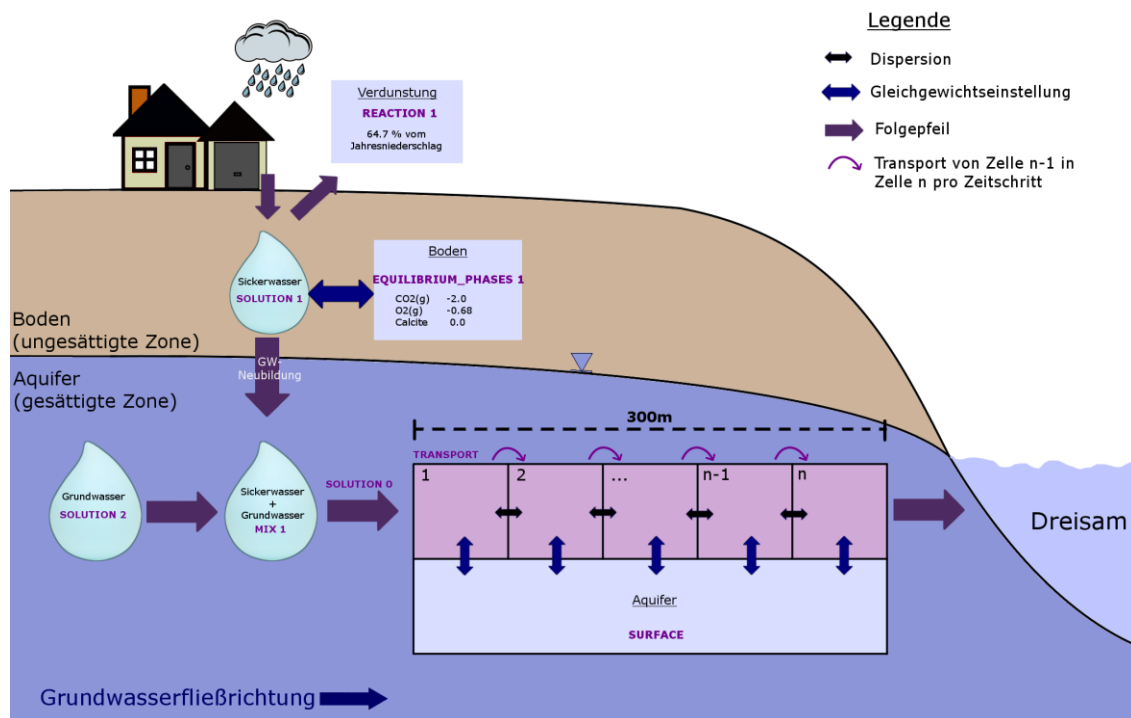 Legende
Dispersion
Gleichgewichtseinstellung
Folgepfeil
Transport von Zelle n-1 in
Zelle n pro Zeitschritt
Verdunstung
REACTION 1
64.7 % vom
Jahresniederschlag
Sickerwasser
SOLUTION 1
Boden
EQUILIBRIUM_PHASES 1
CO2(g) -2.0
O2(g) -0.68
Calcite 0.0
Boden
(ungesättigte Zone)
GW-
Neubildung
Aquifer
(gesättigte Zone)
300m
TRANSPORT
1 2 ... n-1 n
Grundwasser
SOLUTION 2
Sickerwasser
+
Grundwasser
MIX 1
SOLUTION 0
Dreisam
Aquifer
SURFACE
Grundwasserfließrichtung